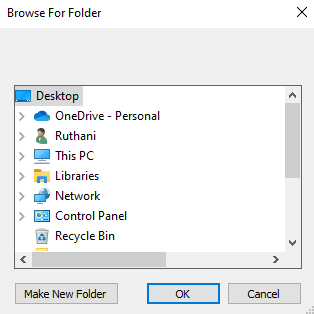 Browse For Folder
Desktop
OneDrive - Personal
Ruthani
This PC
Libraries
Network
Control Panel
Recycle Bin
Make New Folder
OK
Cancel